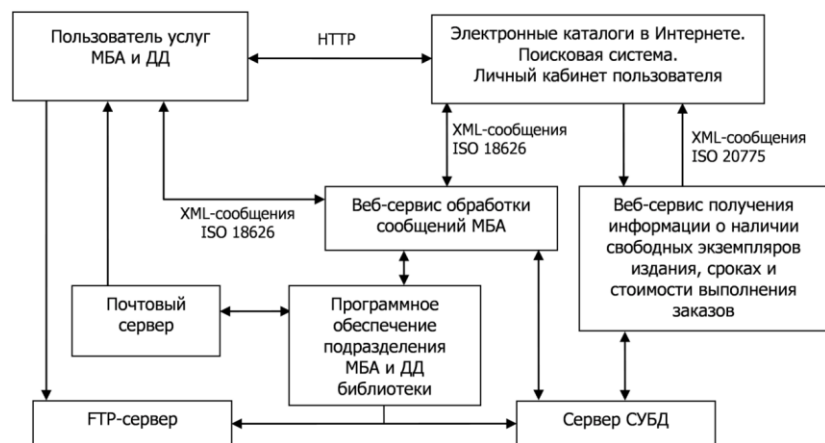 Пользователь услуг
МБА и ДД
HTTP
Электронные каталоги в Интернете.
Поисковая система.
Личный кабинет пользователя
XML-сообщения
ISO 18626
XML-сообщения
ISO 20775
XML-сообщения
ISO 18626
Веб-сервис обработки
сообщений МБА
Веб-сервис получения
информации о наличии
свободных экземпляров
издания, сроках и
стоимости выполнения
заказов
Почтовый
сервер
Программное
обеспечение
подразделения
МБА и ДД
библиотеки
FTP-сервер
Сервер СУБД